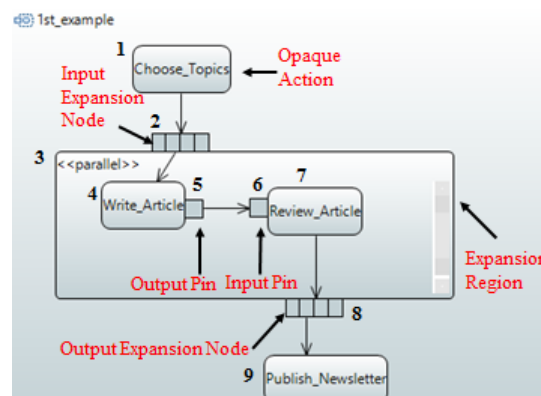 1st_example
1
Choose_Topics
Opaque
Action
Input
Expansion
Node
2
3
<<parallel>>
4
Write_Article
5
6
7
Review_Article
Output Pin
Input Pin
Expansion
Region
8
Output Expansion Node
9
Publish_Newsletter